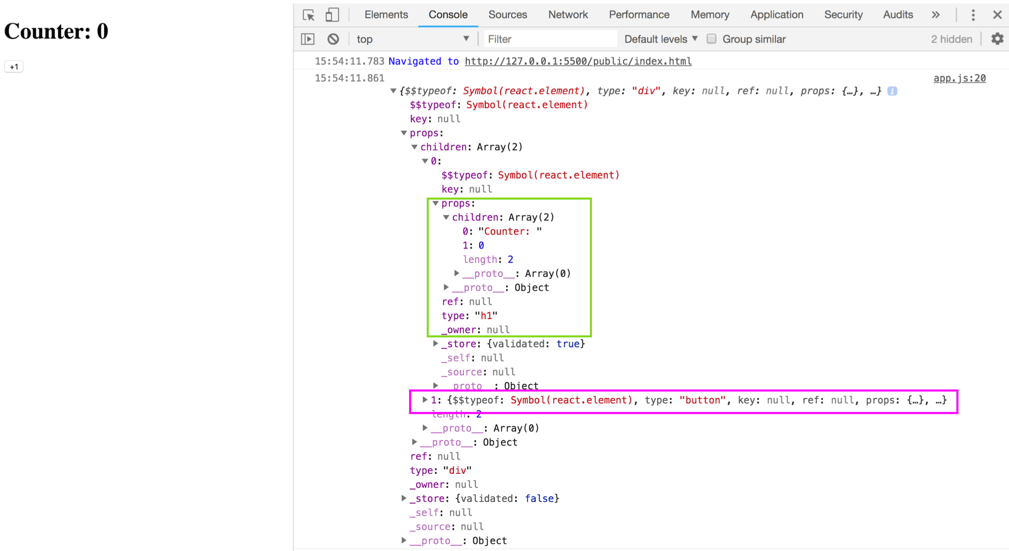 Counter: 0
+1
Elements Console Sources Network Performance Memory Application Security Audits »
top Filter Default levels Group similar 2 hidden
15:54:11.783 Navigated to http://127.0.0.1:5500/public/index.html
15:54:11.861 app.js:20
{$$typeof: Symbol(react.element), type: "div", key: null, ref: null, props: {…}, …} i
$$typeof: Symbol(react.element)
key: null
props:
children: Array(2)
0:
$$typeof: Symbol(react.element)
key: null
props:
children: Array(2)
0: "Counter: "
1: 0
length: 2
__proto__: Array(0)
__proto__: Object
ref: null
type: "h1"
_owner: null
_store: {validated: true}
_self: null
_source: null
__proto__: Object
1: {$$typeof: Symbol(react.element), type: "button", key: null, ref: null, props: {…}, …}
length: 2
__proto__: Array(0)
__proto__: Object
ref: null
type: "div"
_owner: null
_store: {validated: false}
_self: null
_source: null
__proto__: Object